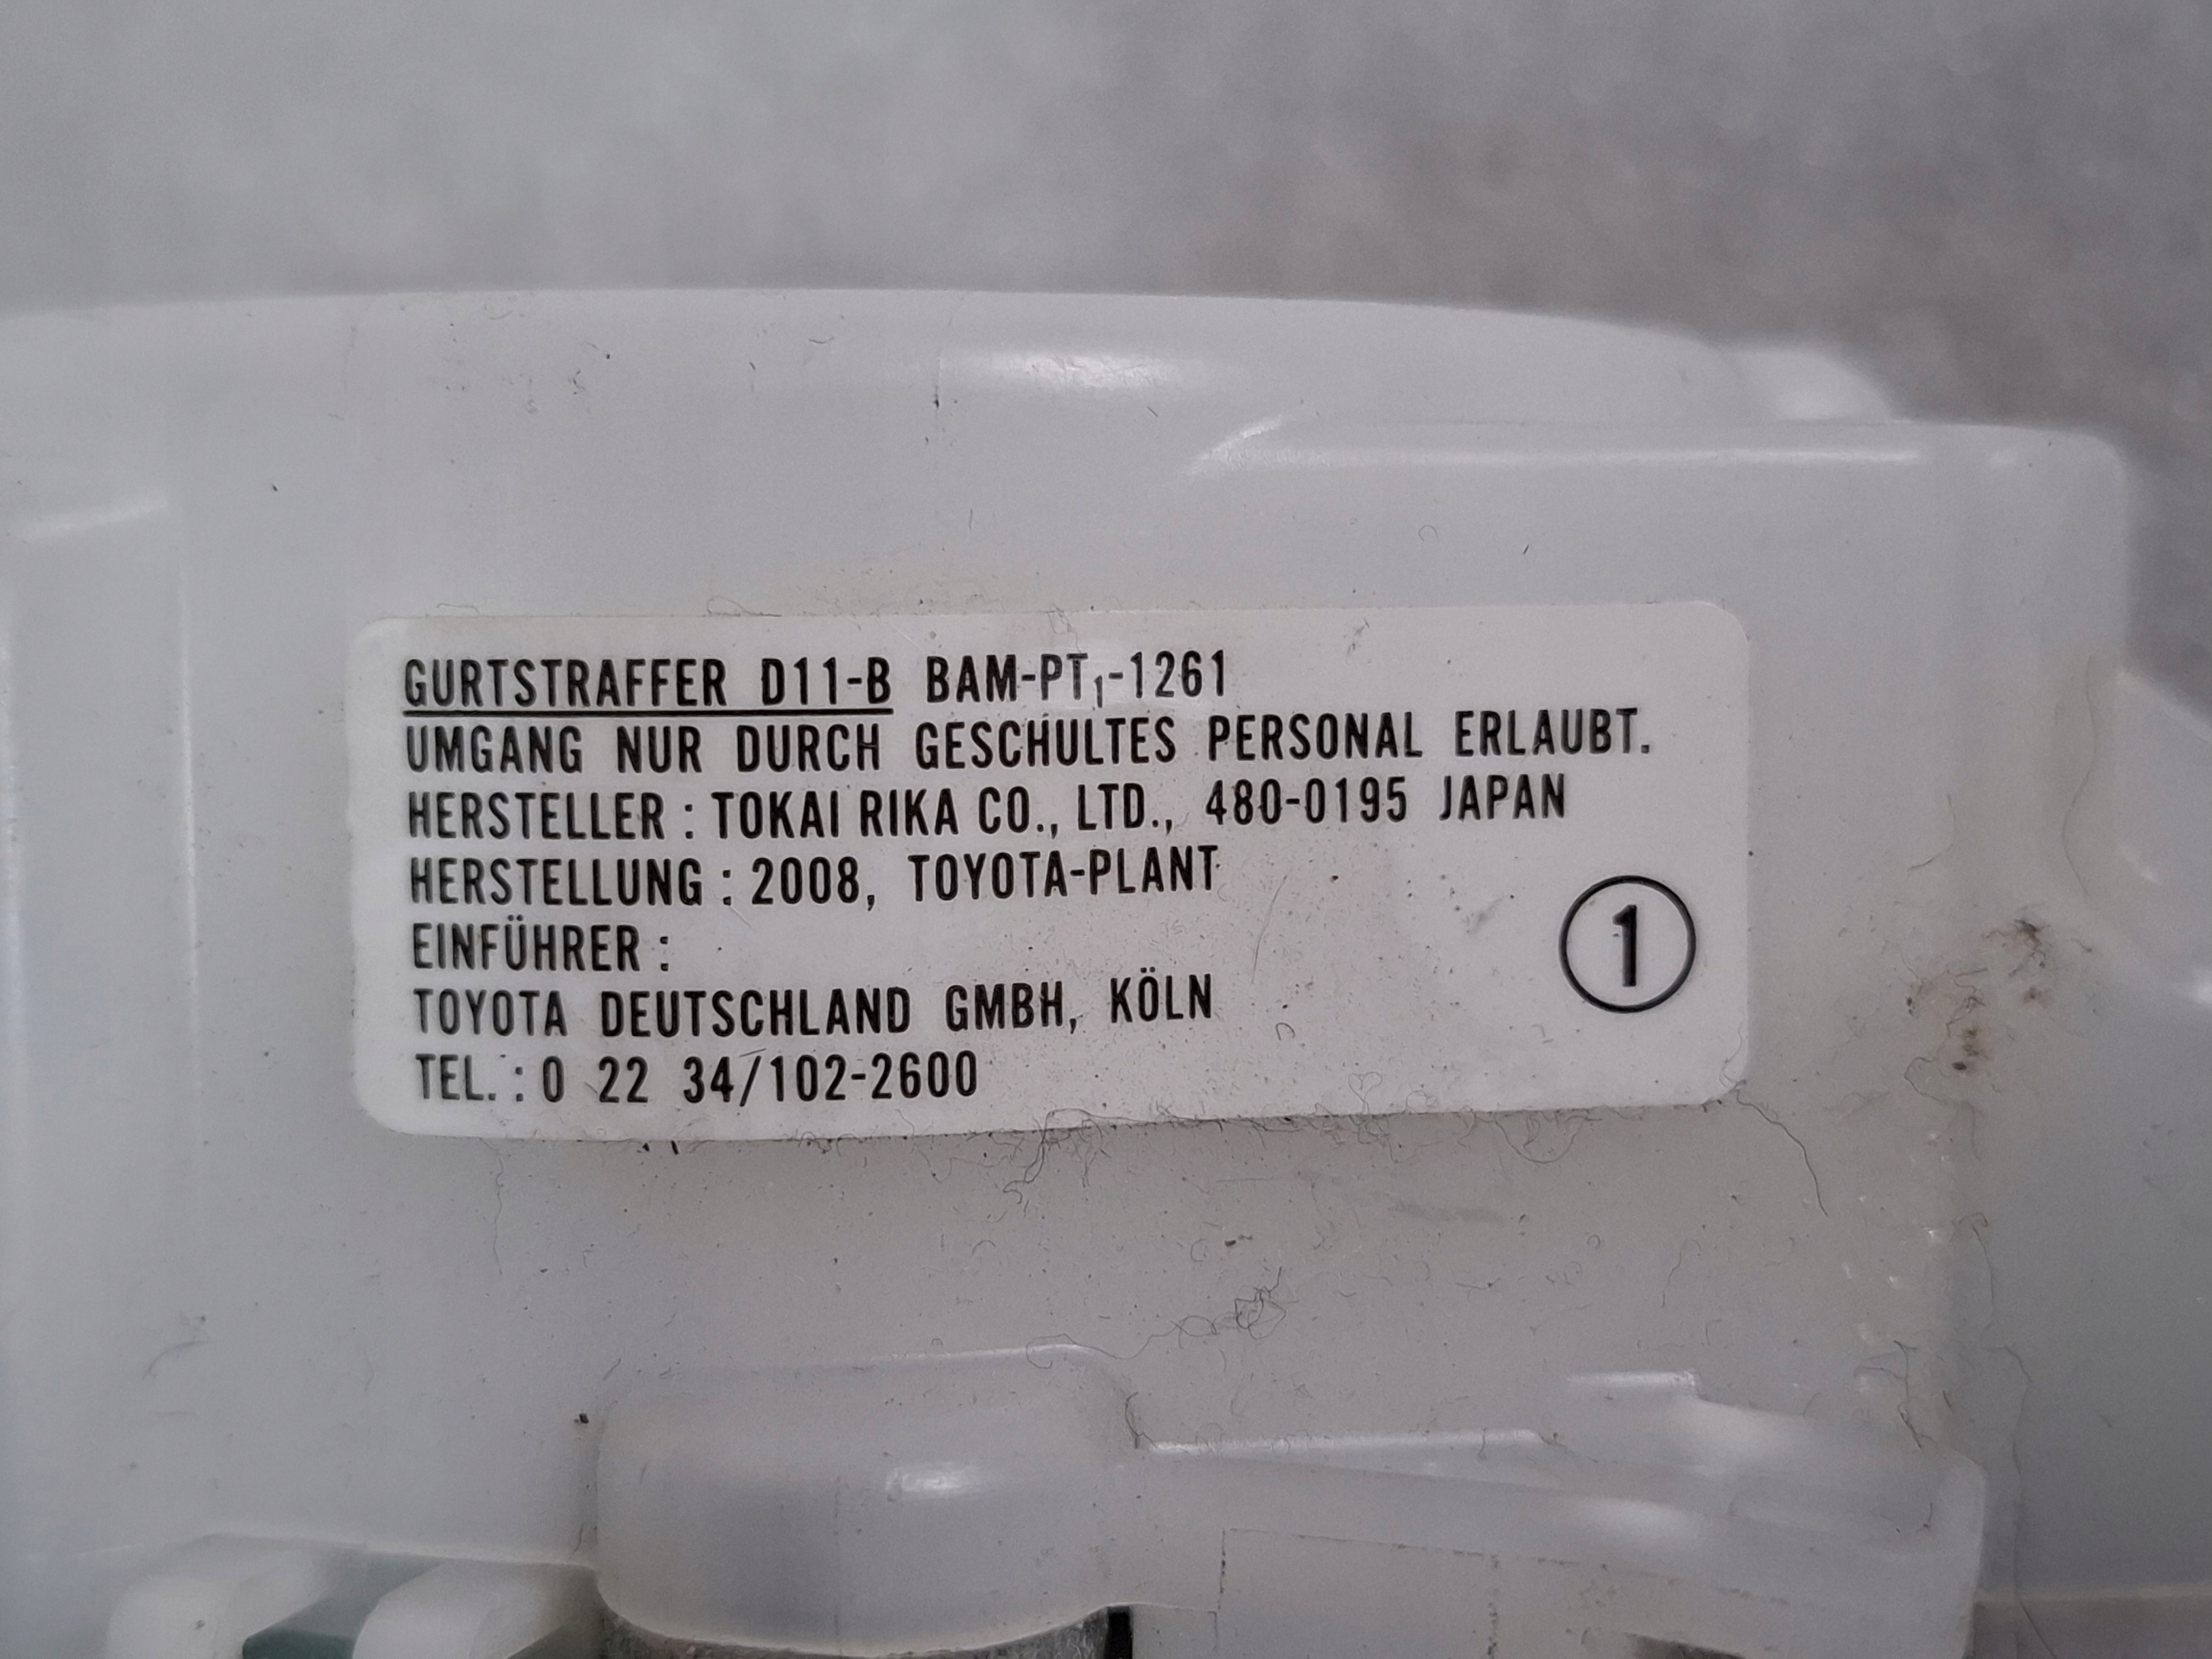 GURTSTRAFFER D11-B BAM-PT₁-1261
UMGANG NUR DURCH GESCHULTES PERSONAL ERLAUBT.
HERSTELLER : TOKAI RIKA CO., LTD., 480-0195 JAPAN
HERSTELLUNG : 2008, TOYOTA-PLANT
EINFÜHRER :
TOYOTA DEUTSCHLAND GMBH, KÖLN
TEL. : 0 22 34/102-2600
①